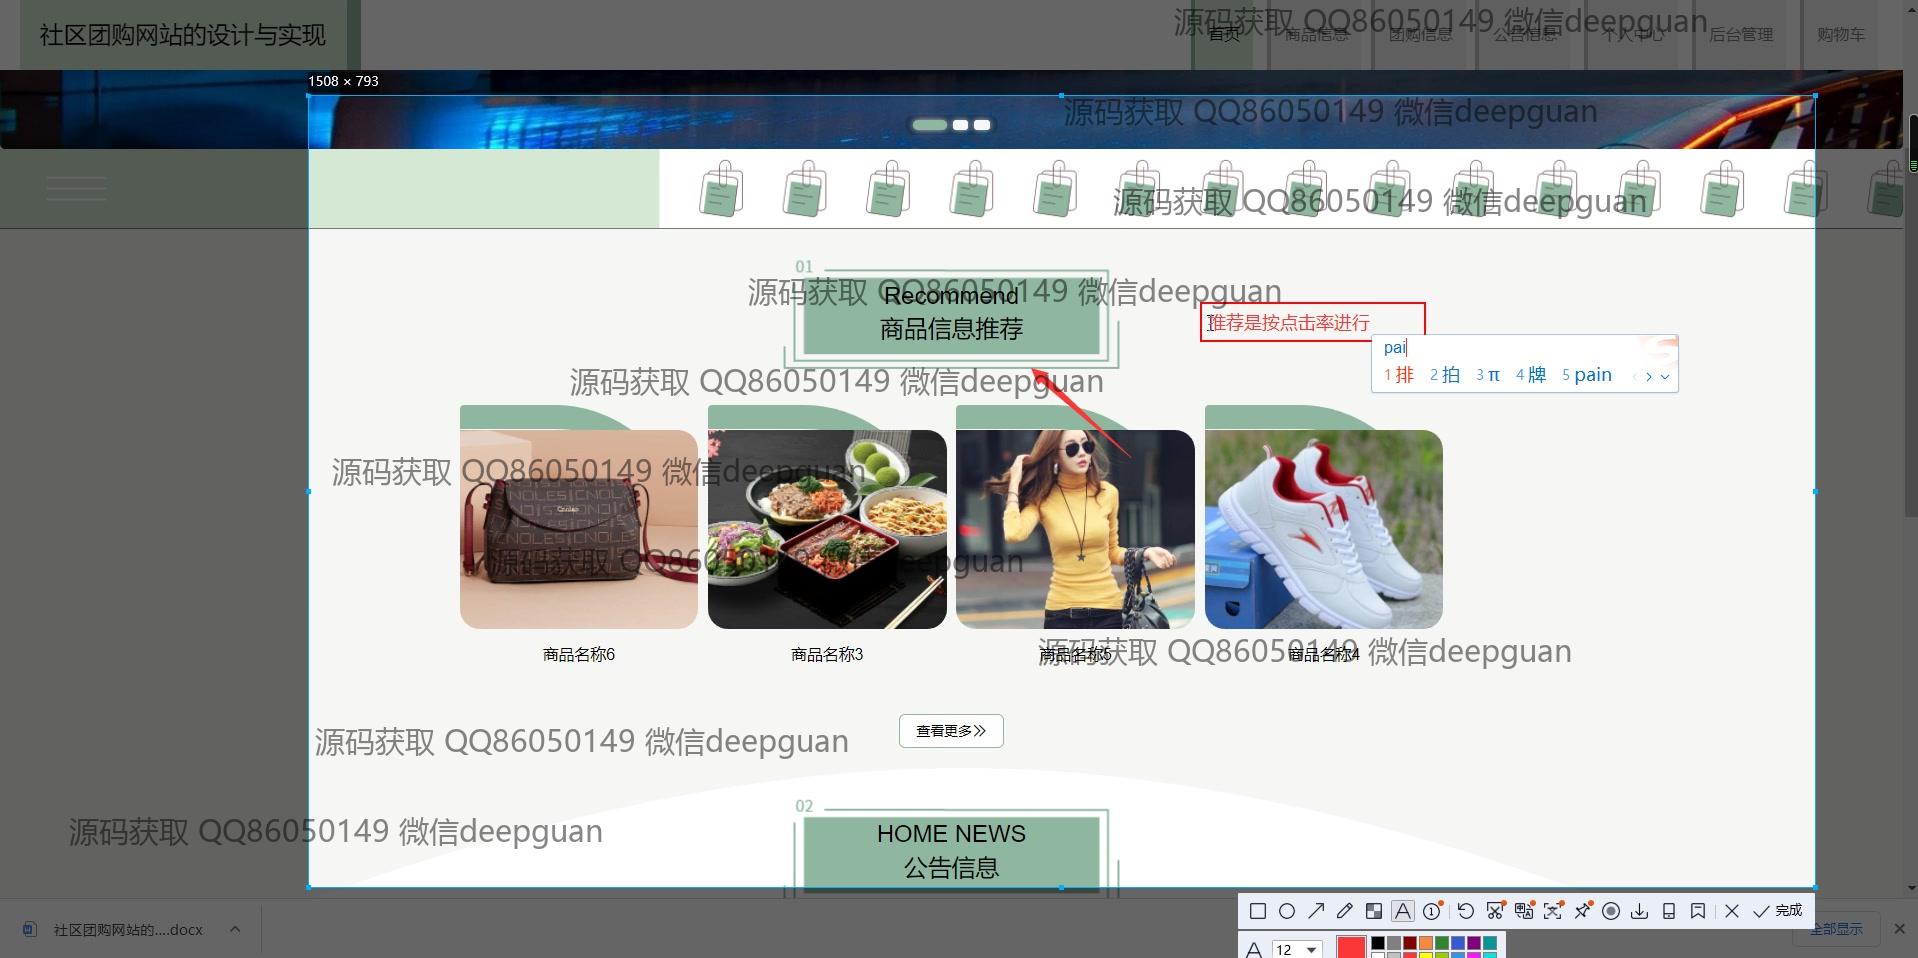 社区团购网站的设计与实现
源码获取 QQ86050149 微信deepguan
首页
商品信息
团购信息
公告信息
个人中心
后台管理
购物车
1508 × 793
源码获取 QQ86050149 微信deepguan
源码获取 QQ86050149 微信deepguan
01
Recommend
源码获取 QQ86050149 微信deepguan
商品信息推荐
推荐是按点击率进行
pai
1 排 2 拍 3 π 4 牌 5 pain
源码获取 QQ86050149 微信deepguan
源码获取 QQ86050149 微信deepguan
CNOLES
Cnoles
源码获取 QQ86050149 微信deepguan
商品名称6
商品名称3
商品名称5
商品名称4
源码获取 QQ86050149 微信deepguan
查看更多
源码获取 QQ86050149 微信deepguan
02
HOME NEWS
公告信息
源码获取 QQ86050149 微信deepguan
完成
社区团购网站的....docx
全部显示
A
12